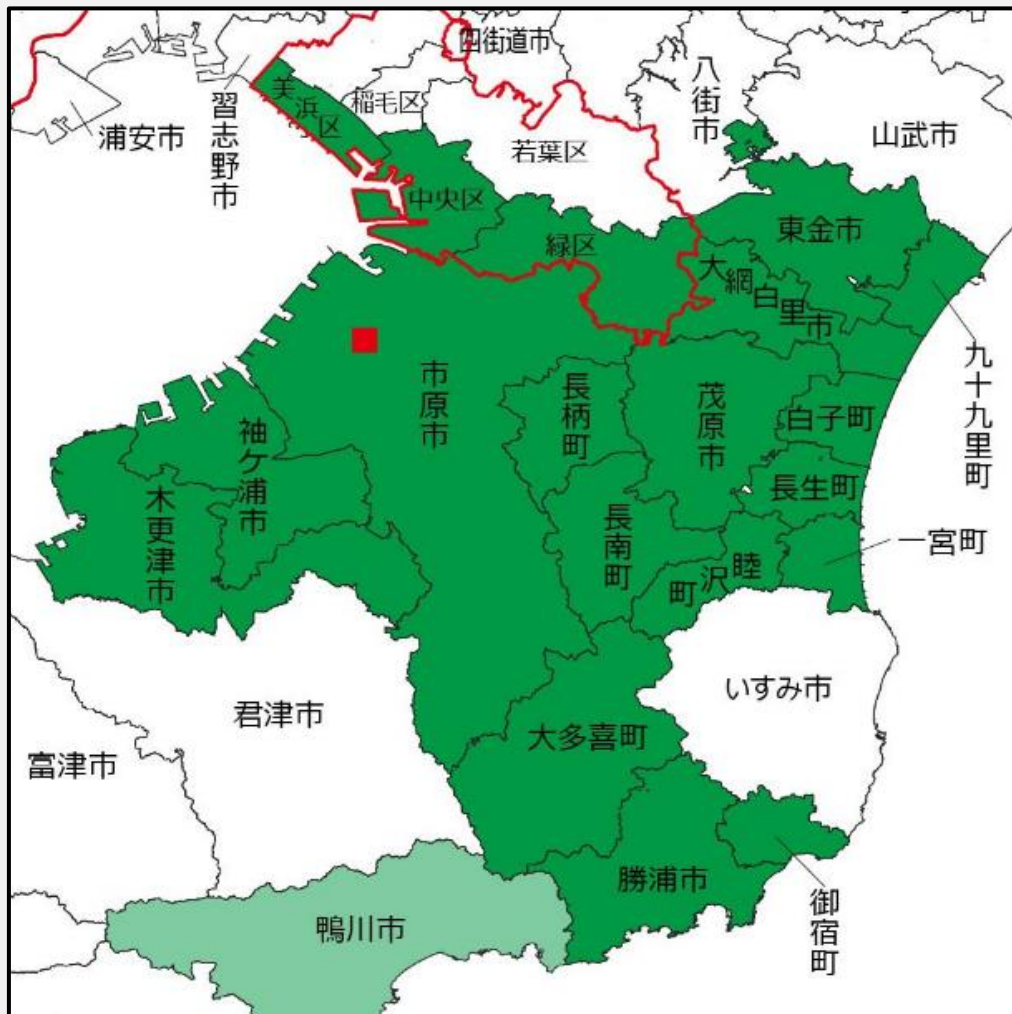 四街道市
八街市
美浜区
稲毛区
習志野市
浦安市
若葉区
山武市
中央区
緑区
東金市
大網白里市
九十九里町
市原市
長柄町
茂原市
白子町
袖ケ浦市
木更津市
長生町
長南町
一宮町
睦沢町
いすみ市
君津市
大多喜町
富津市
勝浦市
御宿町
鴨川市